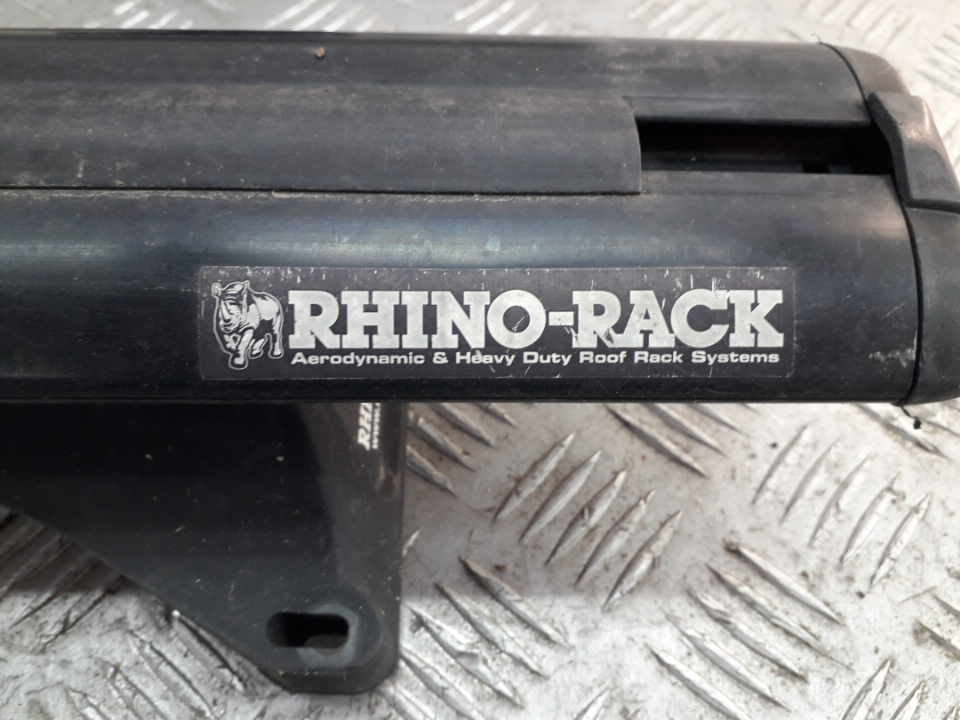 RHINO-RACK
Aerodynamic & Heavy Duty Roof Rack Systems